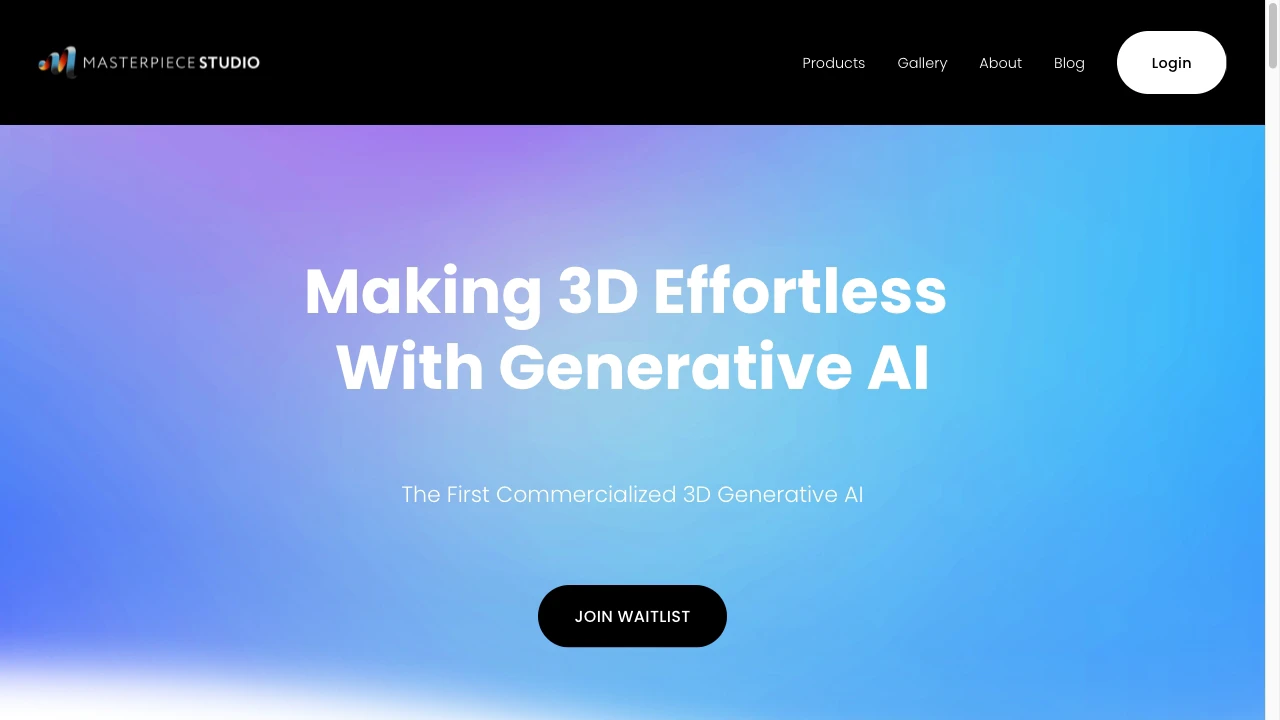 MASTERPIECE STUDIO
Products
Gallery
About
Blog
Login
Making 3D Effortless
With Generative AI
The First Commercialized 3D Generative AI
JOIN WAITLIST